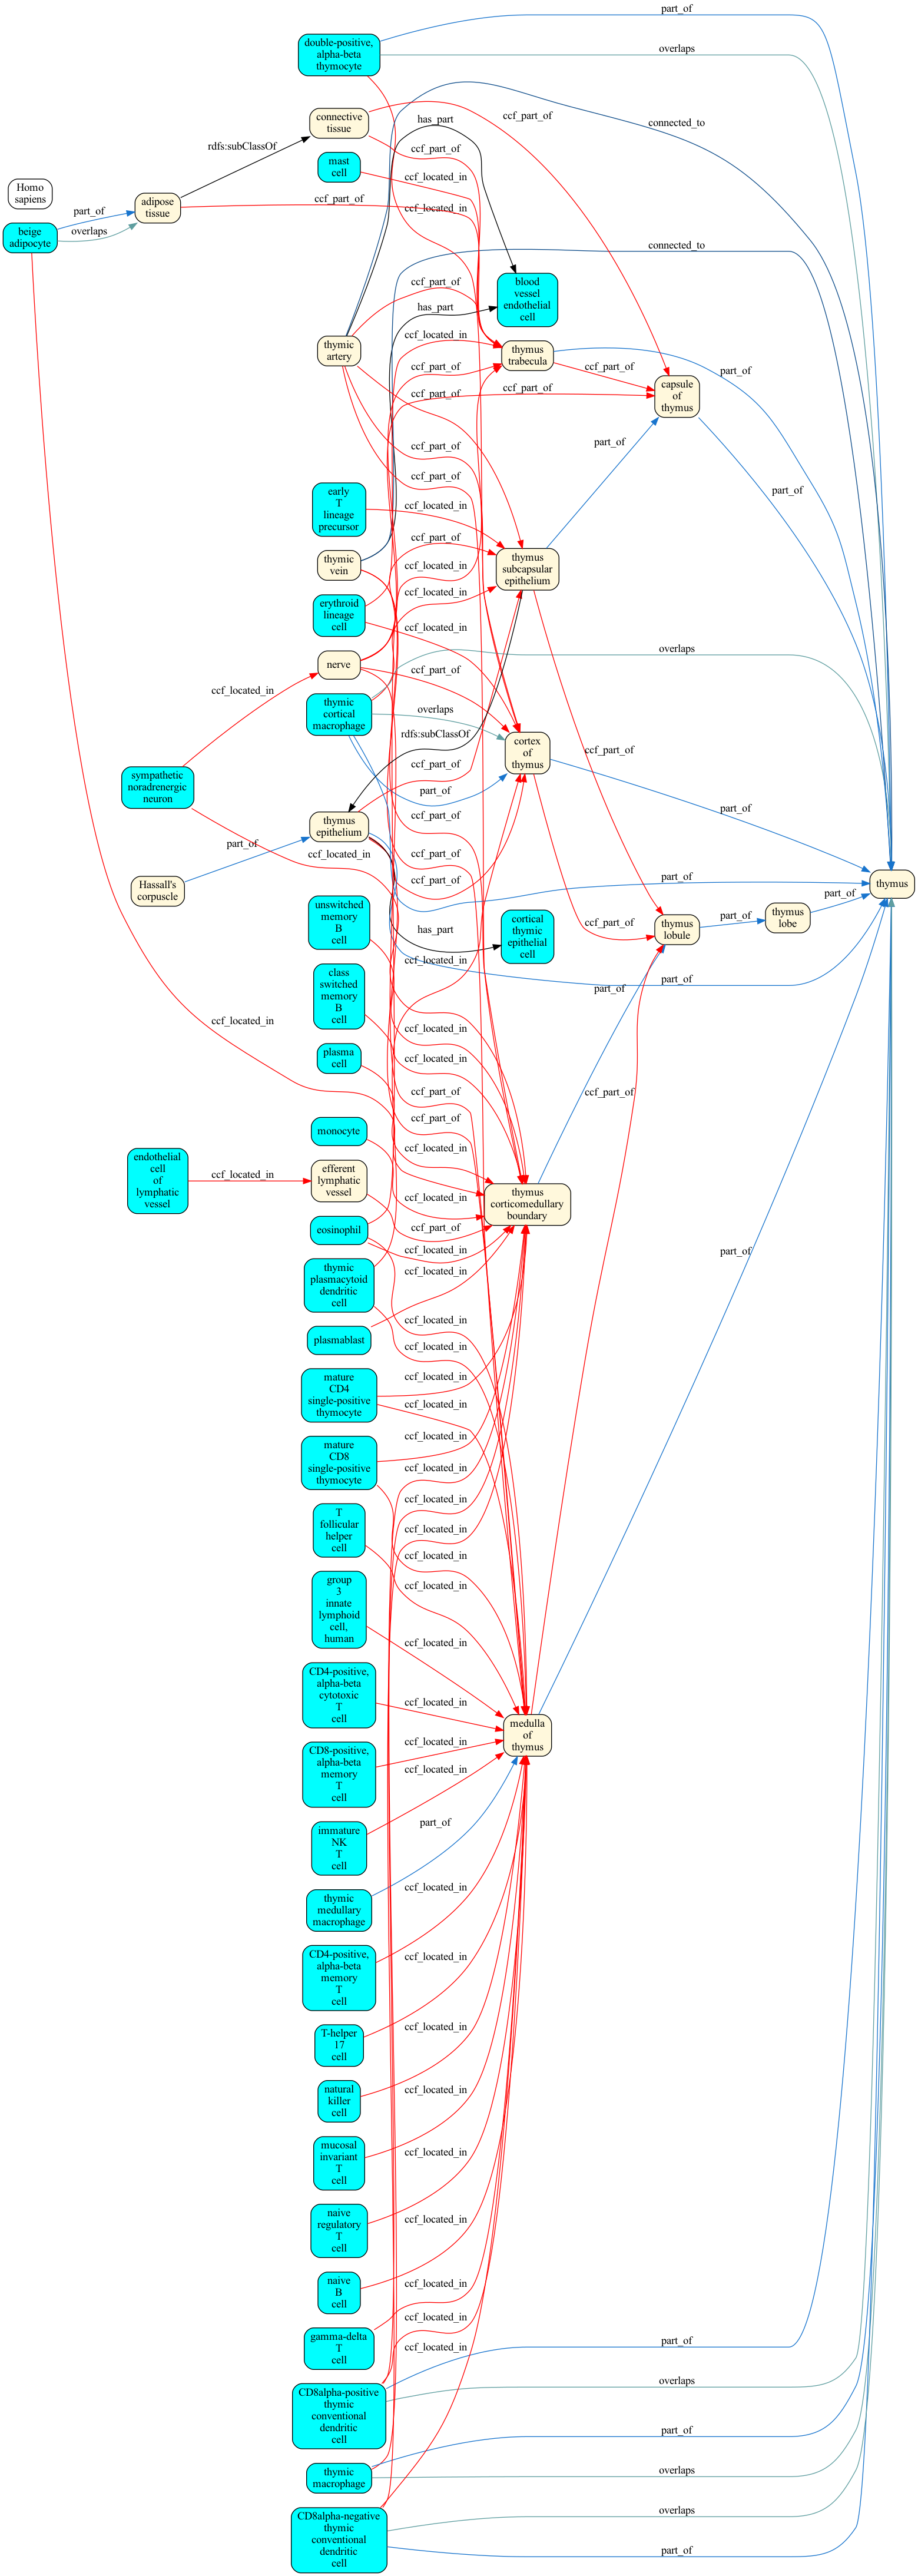 part_of
double-positive,
alpha-beta
thymocyte
overlaps
connective
tissue
ccf_part_of
has_part
connected_to
rdfs:subClassOf
mast
cell
ccf_part_of
ccf_located_in
Homo
sapiens
adipose
tissue
ccf_part_of
ccf_located_in
part_of
overlaps
beige
adipocyte
connected_to
blood
vessel
endothelial
cell
ccf_part_of
has_part
thymic
artery
ccf_located_in
thymus
trabecula
ccf_part_of
ccf_part_of
part_of
capsule
of
thymus
ccf_part_of
ccf_part_of
part_of
ccf_part_of
ccf_part_of
part_of
early
T
lineage
precursor
ccf_located_in
ccf_part_of
thymic
vein
thymus
subcapsular
epithelium
ccf_located_in
ccf_located_in
erythroid
lineage
cell
ccf_located_in
nerve
ccf_part_of
overlaps
ccf_located_in
thymic
cortical
macrophage
overlaps
rdfs:subClassOf
cortex
of
thymus
ccf_part_of
ccf_part_of
sympathetic
noradrenergic
neuron
part_of
part_of
ccf_part_of
thymus
epithelium
part_of
ccf_located_in
ccf_part_of
ccf_part_of
part_of
Hassall's
corpuscle
unswitched
memory
B
cell
has_part
cortical
thymic
epithelial
cell
ccf_part_of
thymus
lobule
part_of
thymus
lobe
part_of
thymus
ccf_located_in
part_of
part_of
class
switched
memory
B
cell
ccf_located_in
ccf_located_in
plasma
cell
ccf_located_in
ccf_part_of
ccf_part_of
ccf_part_of
monocyte
ccf_located_in
endothelial
cell
of
lymphatic
vessel
ccf_located_in
efferent
lymphatic
vessel
ccf_located_in
thymus
corticomedullary
boundary
ccf_part_of
eosinophil
ccf_located_in
ccf_located_in
part_of
thymic
plasmacytoid
dendritic
cell
ccf_located_in
plasmablast
ccf_located_in
mature
CD4
single-positive
thymocyte
ccf_located_in
ccf_located_in
mature
CD8
single-positive
thymocyte
ccf_located_in
ccf_located_in
ccf_located_in
T
follicular
helper
cell
ccf_located_in
ccf_located_in
group
3
innate
lymphoid
cell,
human
ccf_located_in
ccf_located_in
CD4-positive,
alpha-beta
cytotoxic
T
cell
ccf_located_in
medulla
of
thymus
CD8-positive,
alpha-beta
memory
T
cell
ccf_located_in
ccf_located_in
immature
NK
T
cell
part_of
thymic
medullary
macrophage
ccf_located_in
CD4-positive,
alpha-beta
memory
T
cell
ccf_located_in
T-helper
17
cell
ccf_located_in
natural
killer
cell
ccf_located_in
mucosal
invariant
T
cell
ccf_located_in
naive
regulatory
T
cell
ccf_located_in
naive
B
cell
ccf_located_in
gamma-delta
T
cell
ccf_located_in
ccf_located_in
part_of
CD8alpha-positive
thymic
conventional
dendritic
cell
overlaps
part_of
thymic
macrophage
overlaps
CD8alpha-negative
thymic
conventional
dendritic
cell
overlaps
part_of